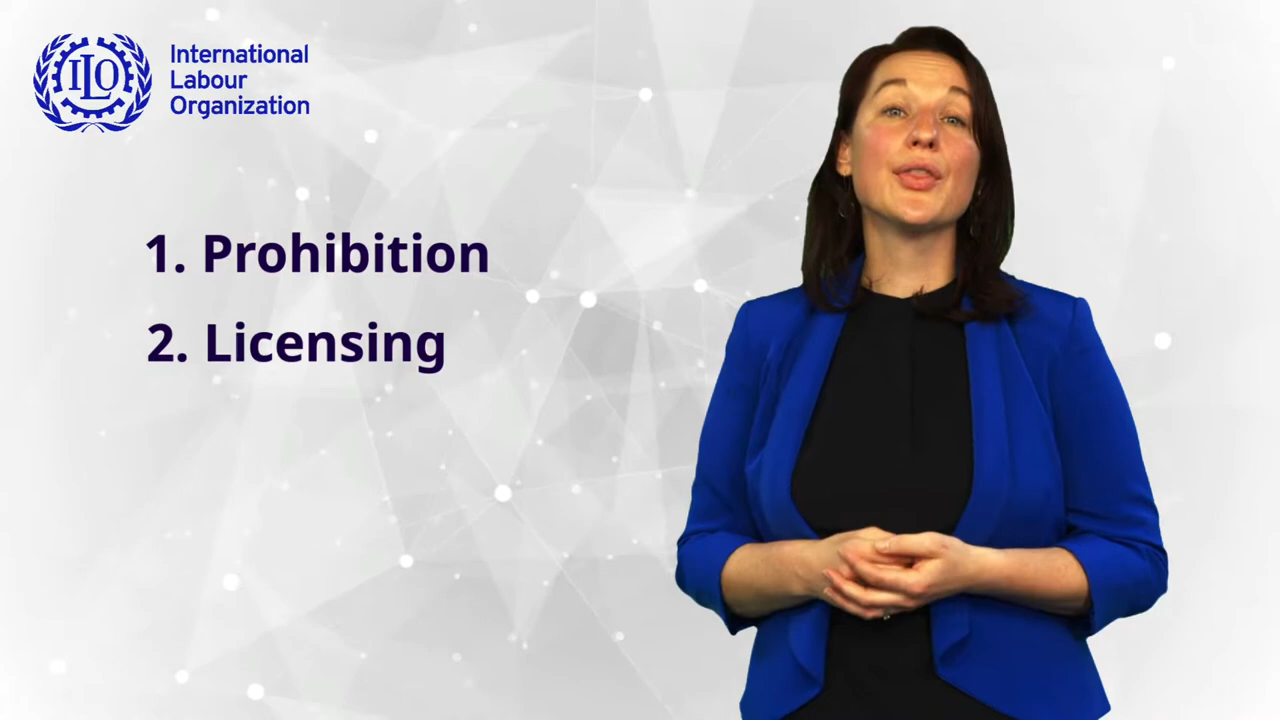 ILO
International
Labour
Organization
1. Prohibition
2. Licensing